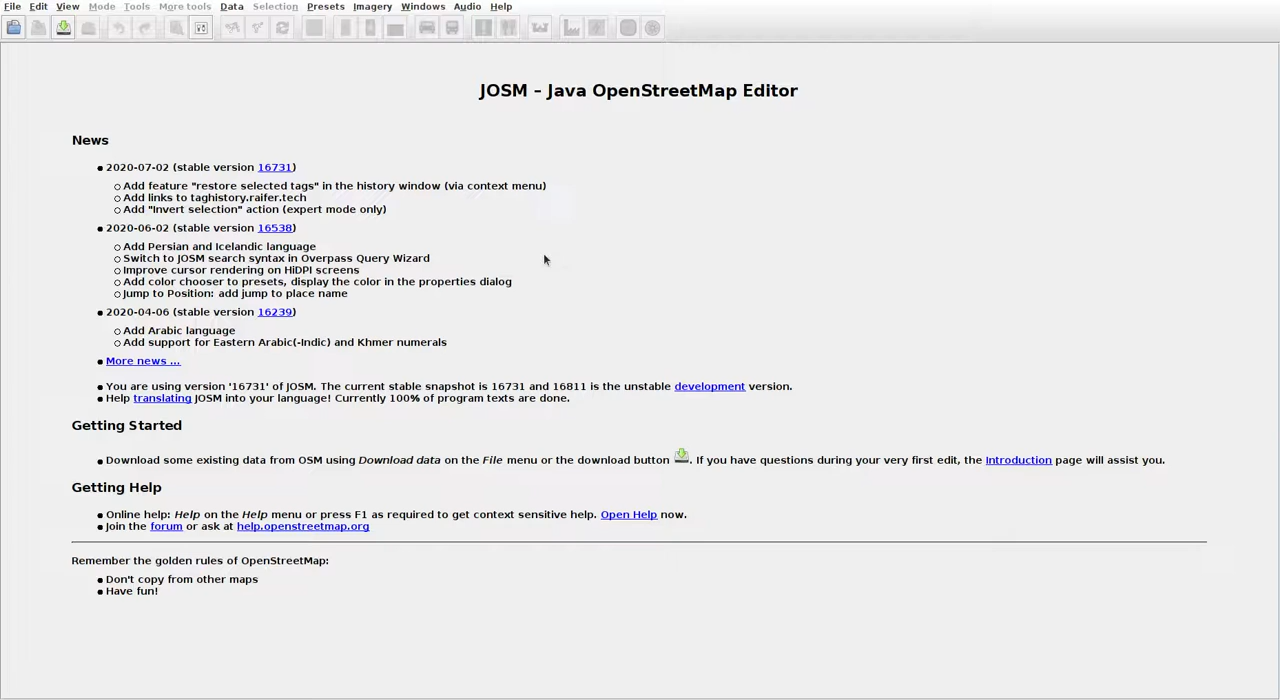 File Edit View Mode Tools More tools Data Selection Presets Imagery Windows Audio Help
JOSM – Java OpenStreetMap Editor
News
2020-07-02 (stable version 16731)
Add feature "restore selected tags" in the history window (via context menu)
Add links to taghistory.raifer.tech
Add "Invert selection" action (expert mode only)
2020-06-02 (stable version 16538)
Add Persian and Icelandic language
Switch to JOSM search syntax in Overpass Query Wizard
Improve cursor rendering on HiDPI screens
Add color chooser to presets, display the color in the properties dialog
Jump to Position: add jump to place name
2020-04-06 (stable version 16239)
Add Arabic language
Add support for Eastern Arabic(-Indic) and Khmer numerals
More news ...
You are using version '16731' of JOSM. The current stable snapshot is 16731 and 16811 is the unstable development version.
Help translating JOSM into your language! Currently 100% of program texts are done.
Getting Started
Download some existing data from OSM using Download data on the File menu or the download button . If you have questions during your very first edit, the Introduction page will assist you.
Getting Help
Online help: Help on the Help menu or press F1 as required to get context sensitive help. Open Help now.
Join the forum or ask at help.openstreetmap.org
Remember the golden rules of OpenStreetMap:
Don't copy from other maps
Have fun!